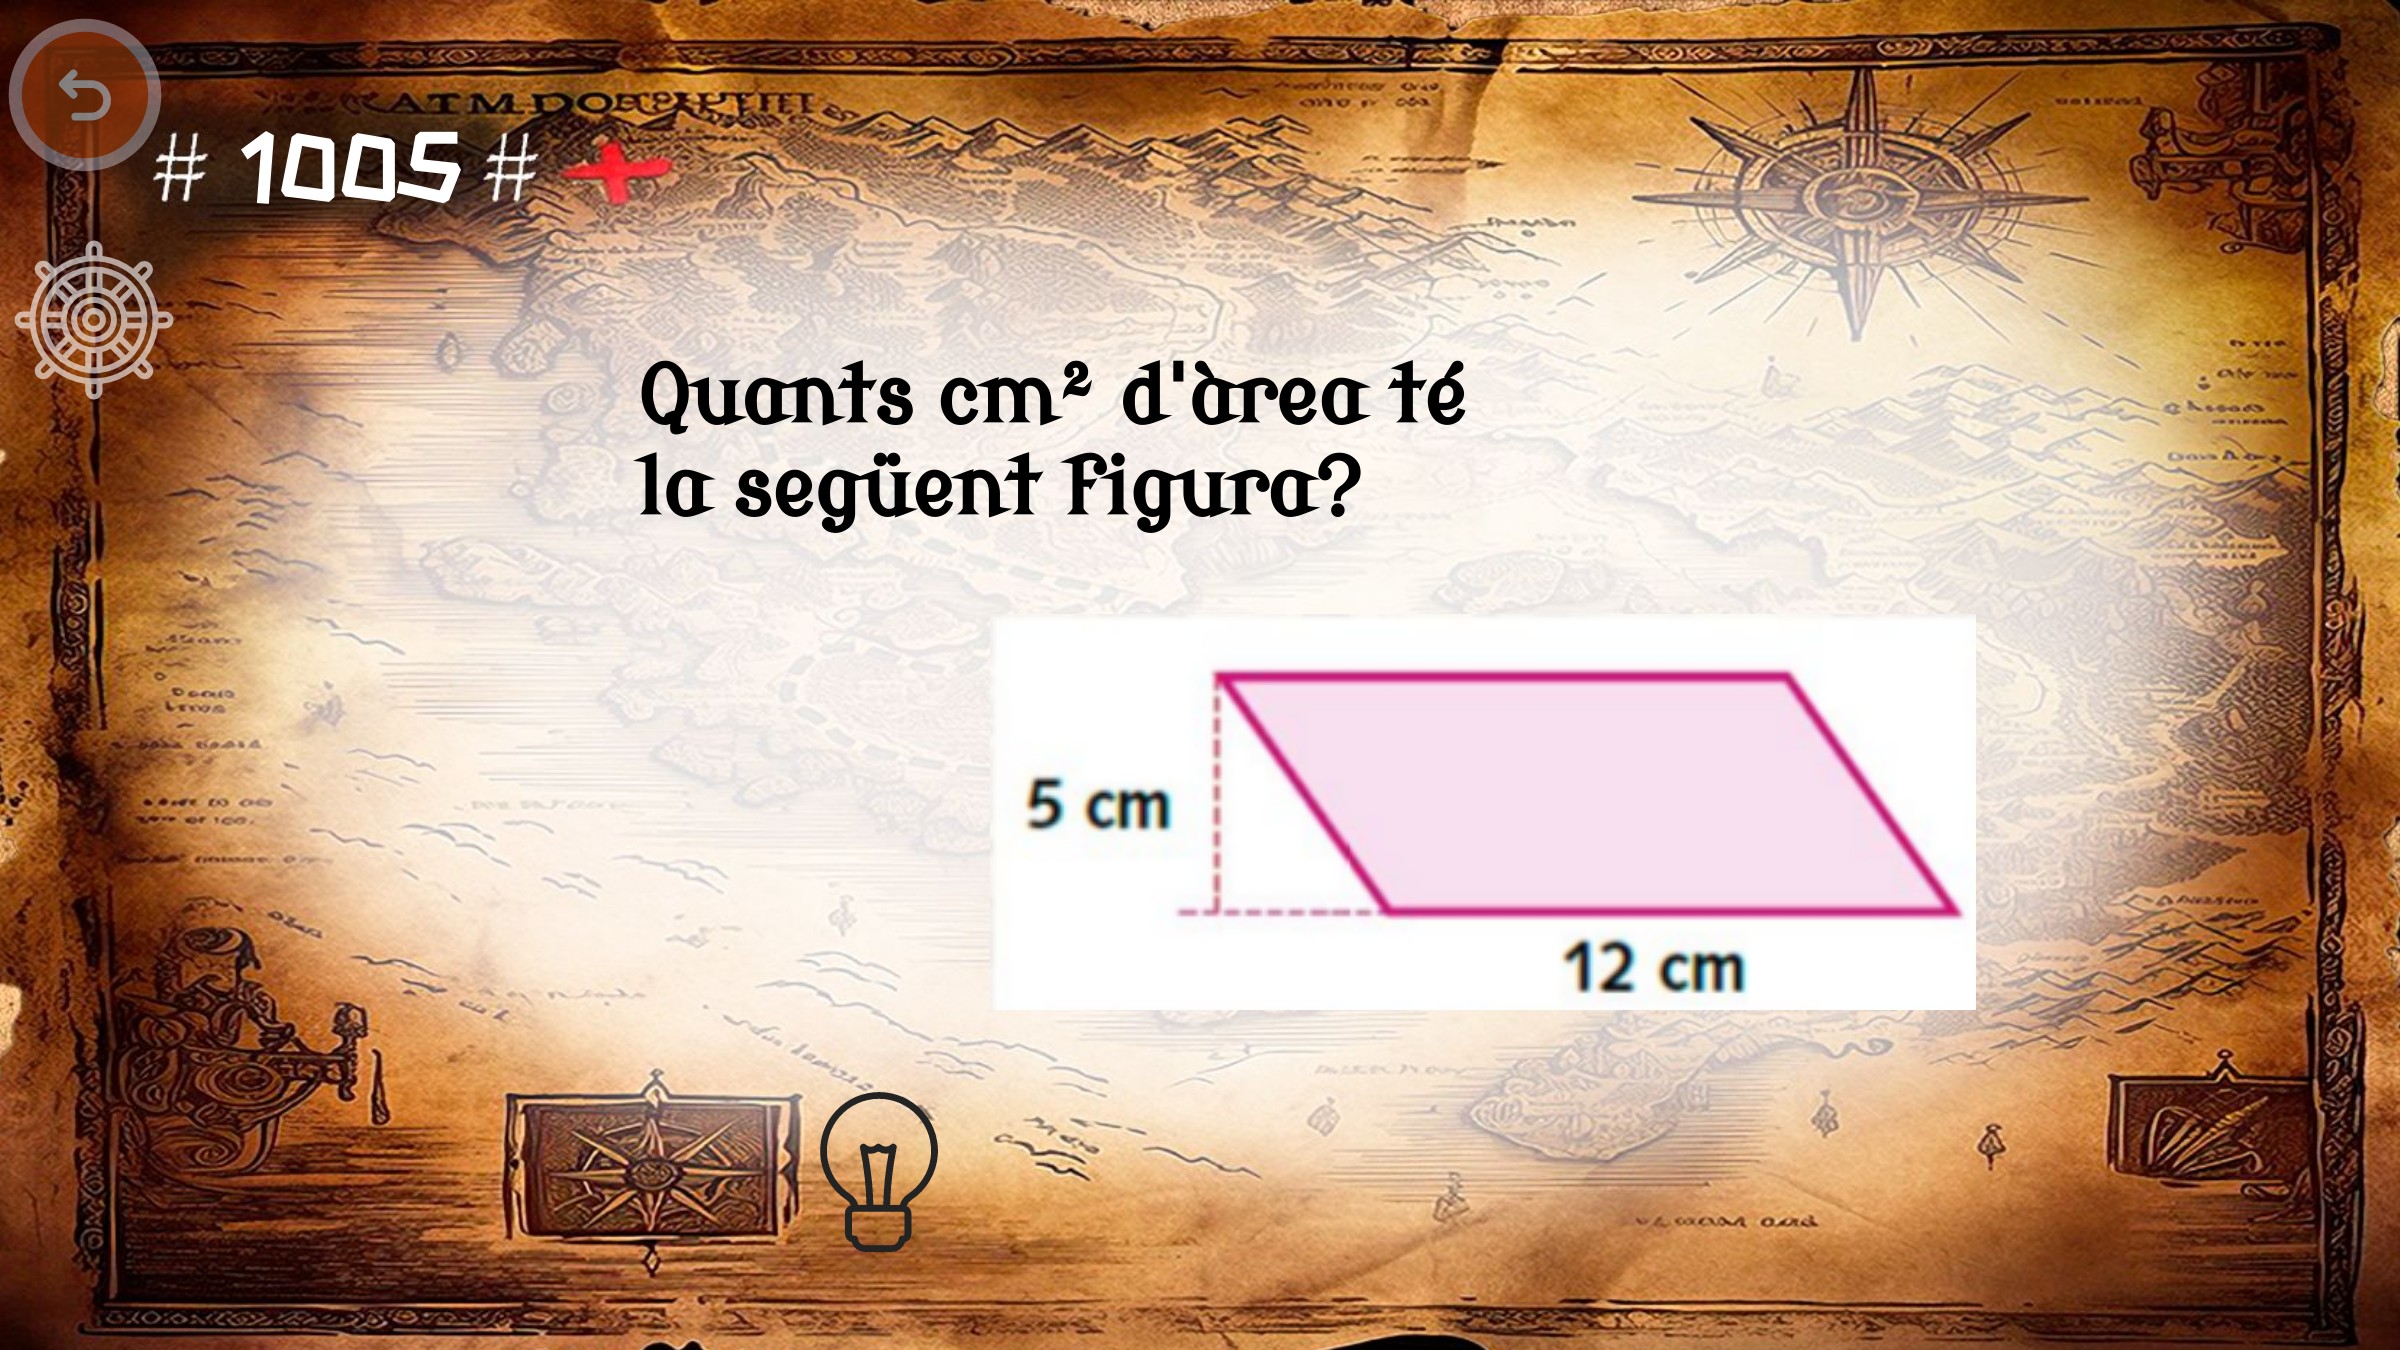 # 1005 #
Quants cm² d'àrea té
la següent figura?
5 cm
12 cm